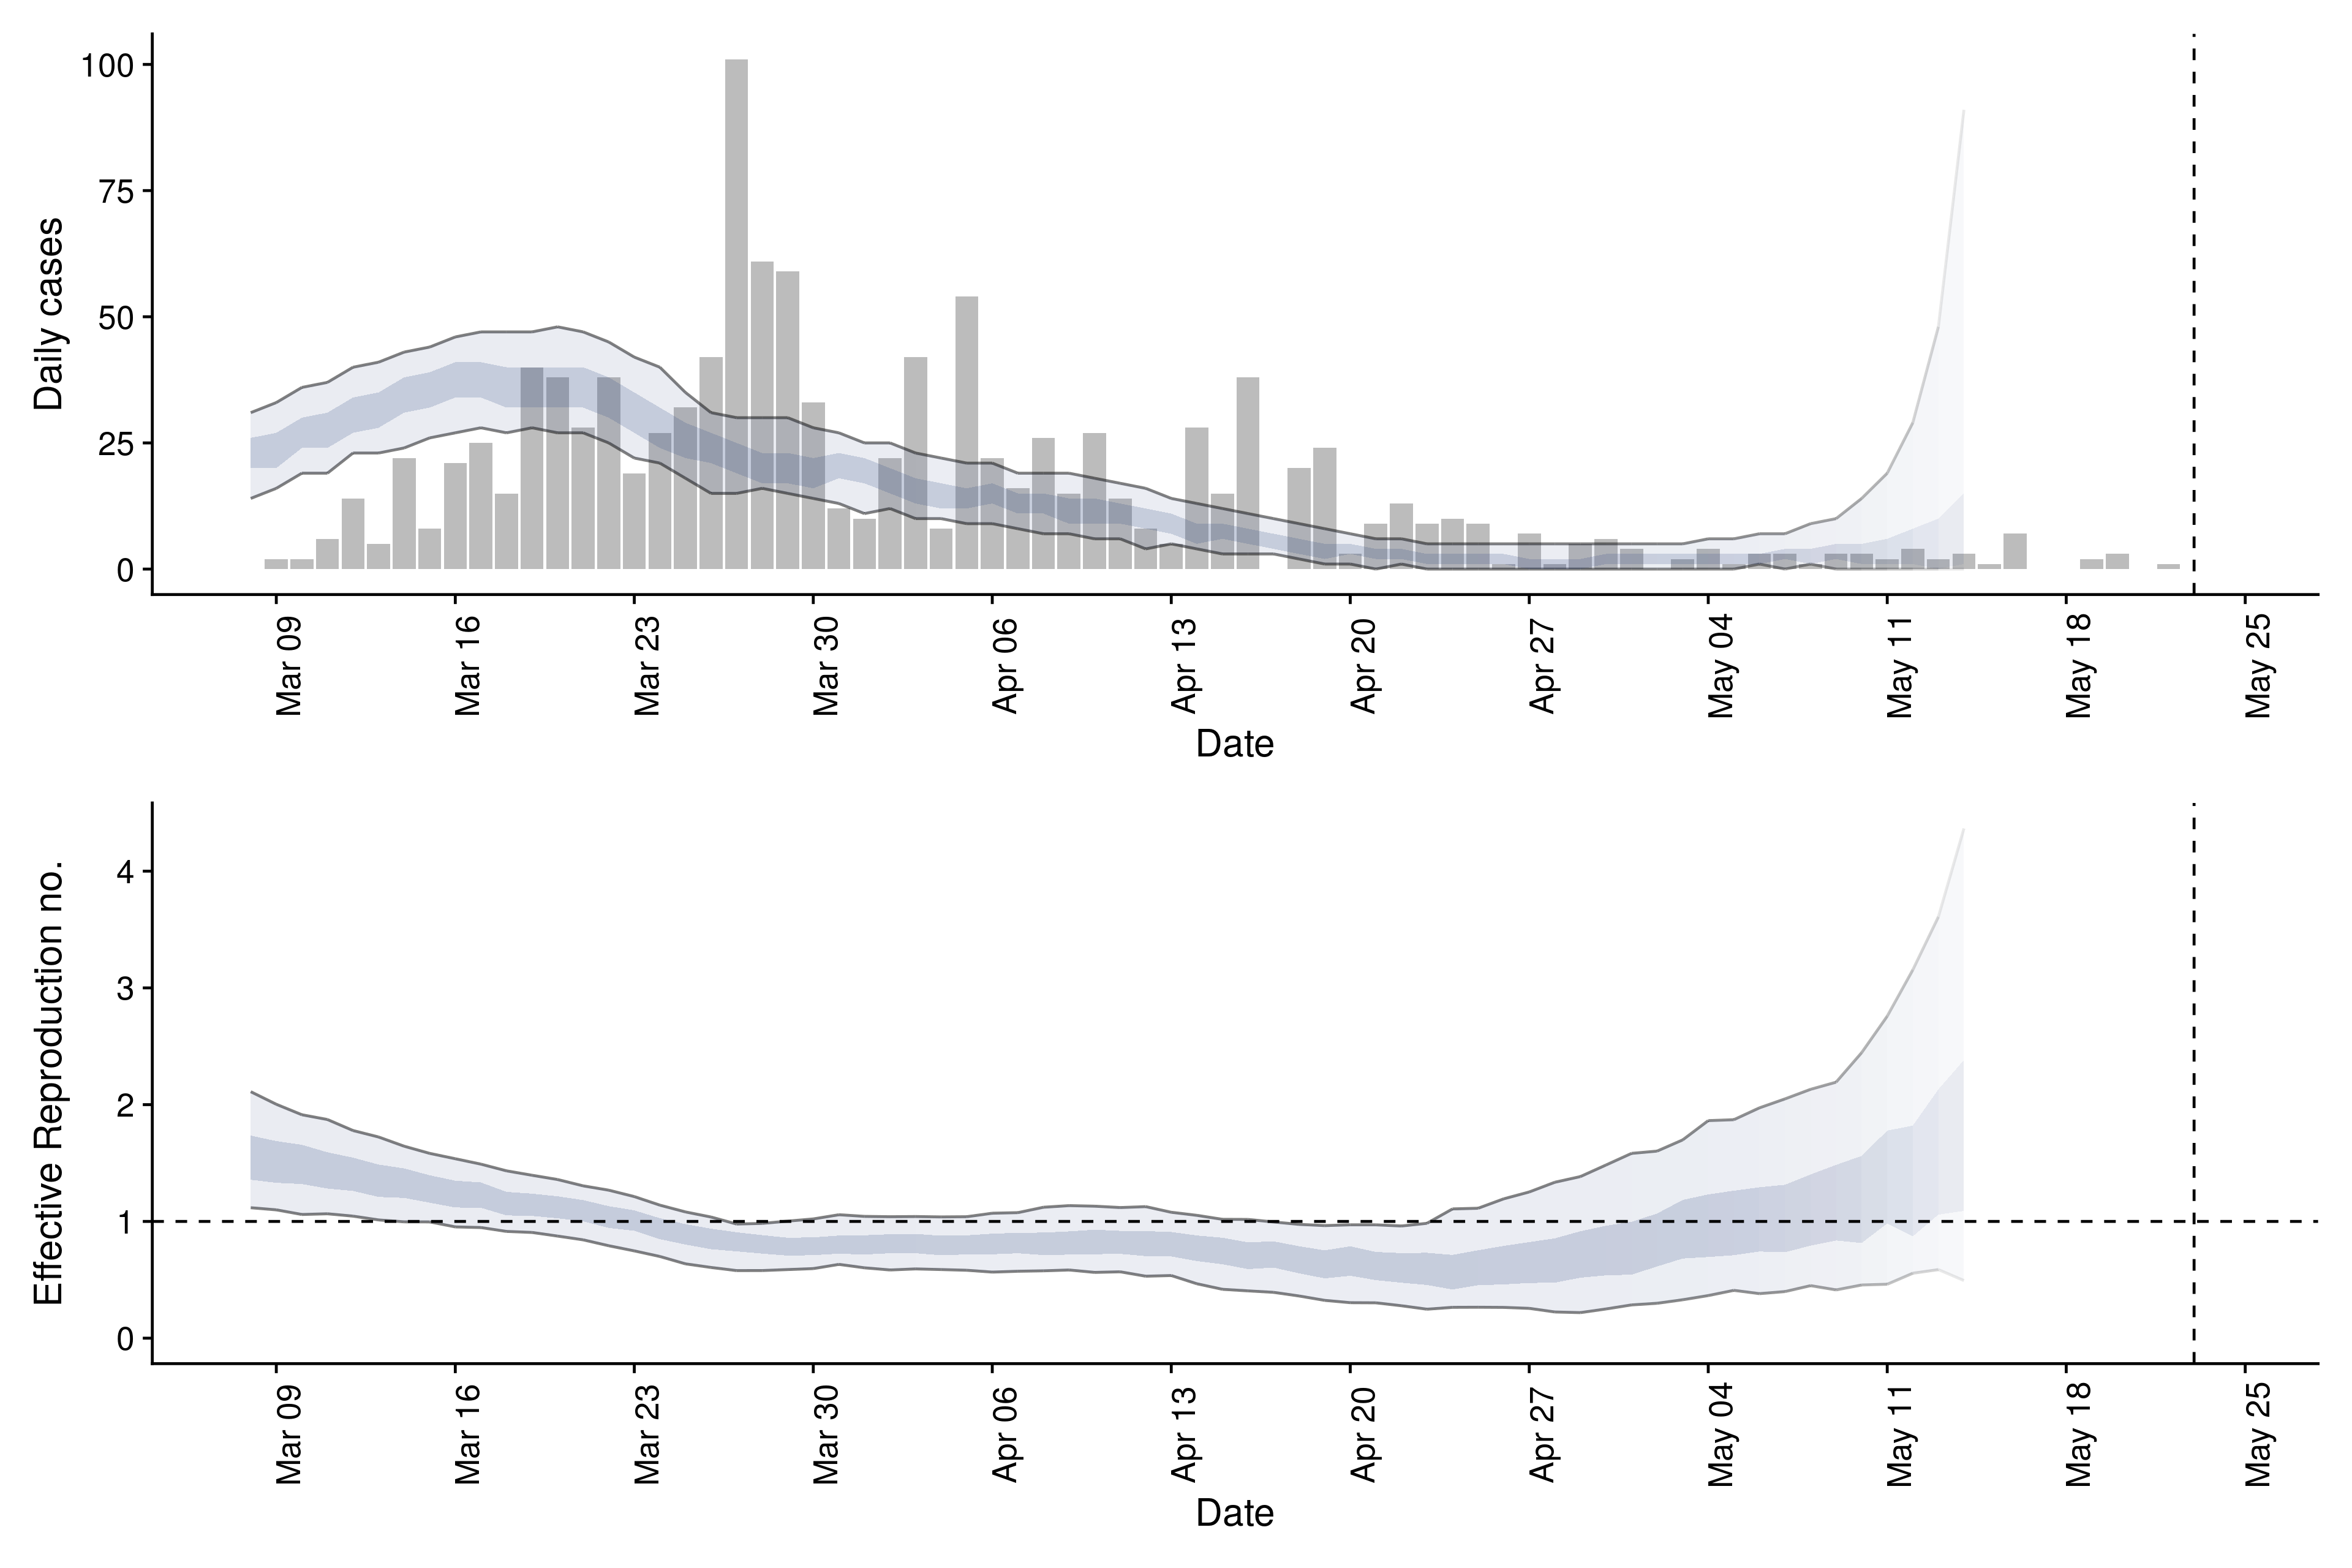 Daily cases
100
75
50
25
0
Mar 09
Mar 16
Mar 23
Mar 30
Apr 06
Apr 13
Apr 20
Apr 27
May 04
May 11
May 18
May 25
Date
Effective Reproduction no.
4
3
2
1
0
Mar 09
Mar 16
Mar 23
Mar 30
Apr 06
Apr 13
Apr 20
Apr 27
May 04
May 11
May 18
May 25
Date